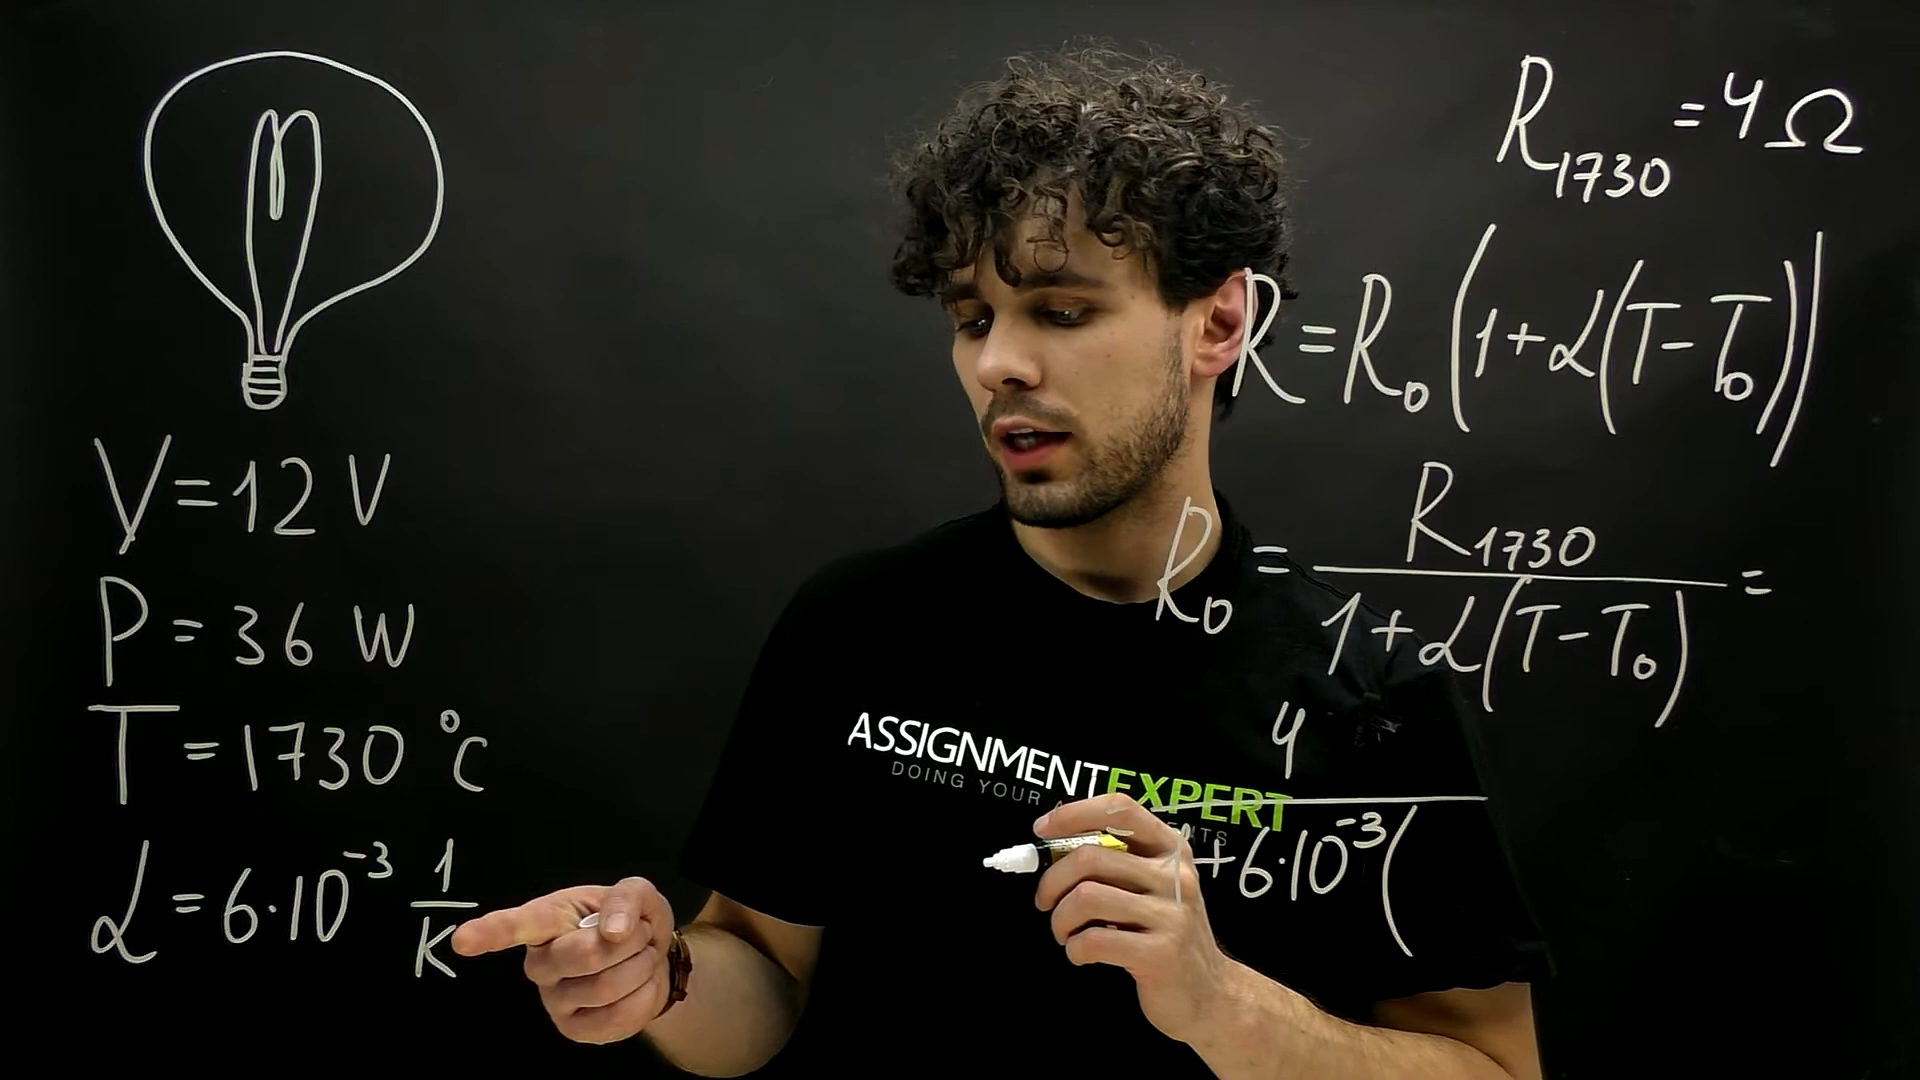 V = 12 V
P = 36 W
T = 1730 °C
α = 6·10⁻³ 1/K
R₁₇₃₀ = 4 Ω
R = R₀ (1 + α(T - T₀))
R₀ = R₁₇₃₀ / 1 + α(T - T₀) =
4 / 1 + 6·10⁻³ (
ASSIGNMENTEXPERT
DOING YOUR